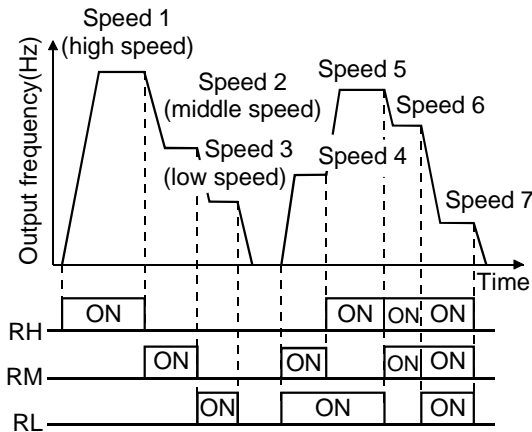 Speed 1
(high speed)
Speed 2
(middle speed)
Speed 3
(low speed)
Speed 4
Speed 5
Speed 6
Speed 7
Output frequency(Hz)
Time
RH
ON
ON
ON
ON
RM
ON
ON
ON
ON
RL
ON
ON
ON